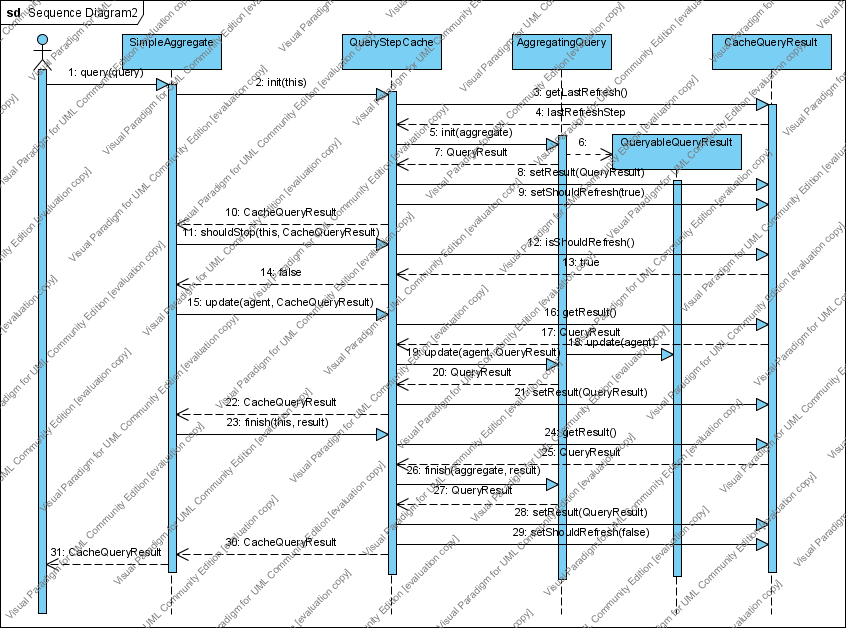 sd Sequence Diagram2
SimpleAggregate
QueryStepCache
AggregatingQuery
CacheQueryResult
1: query(query)
2: init(this)
3: getLastRefresh()
4: lastRefreshStep
5: init(aggregate)
6:
QueryableQueryResult
7: QueryResult
8: setResult(QueryResult)
9: setShouldRefresh(true)
10: CacheQueryResult
11: shouldStop(this, CacheQueryResult)
12: isShouldRefresh()
13: true
14: false
15: update(agent, CacheQueryResult)
16: getResult()
17: QueryResult
18: update(agent)
19: update(agent, QueryResult)
20: QueryResult
21: setResult(QueryResult)
22: CacheQueryResult
23: finish(this, result)
24: getResult()
25: QueryResult
26: finish(aggregate, result)
27: QueryResult
28: setResult(QueryResult)
29: setShouldRefresh(false)
30: CacheQueryResult
31: CacheQueryResult
Visual Paradigm for UML Community Edition [evaluation copy]